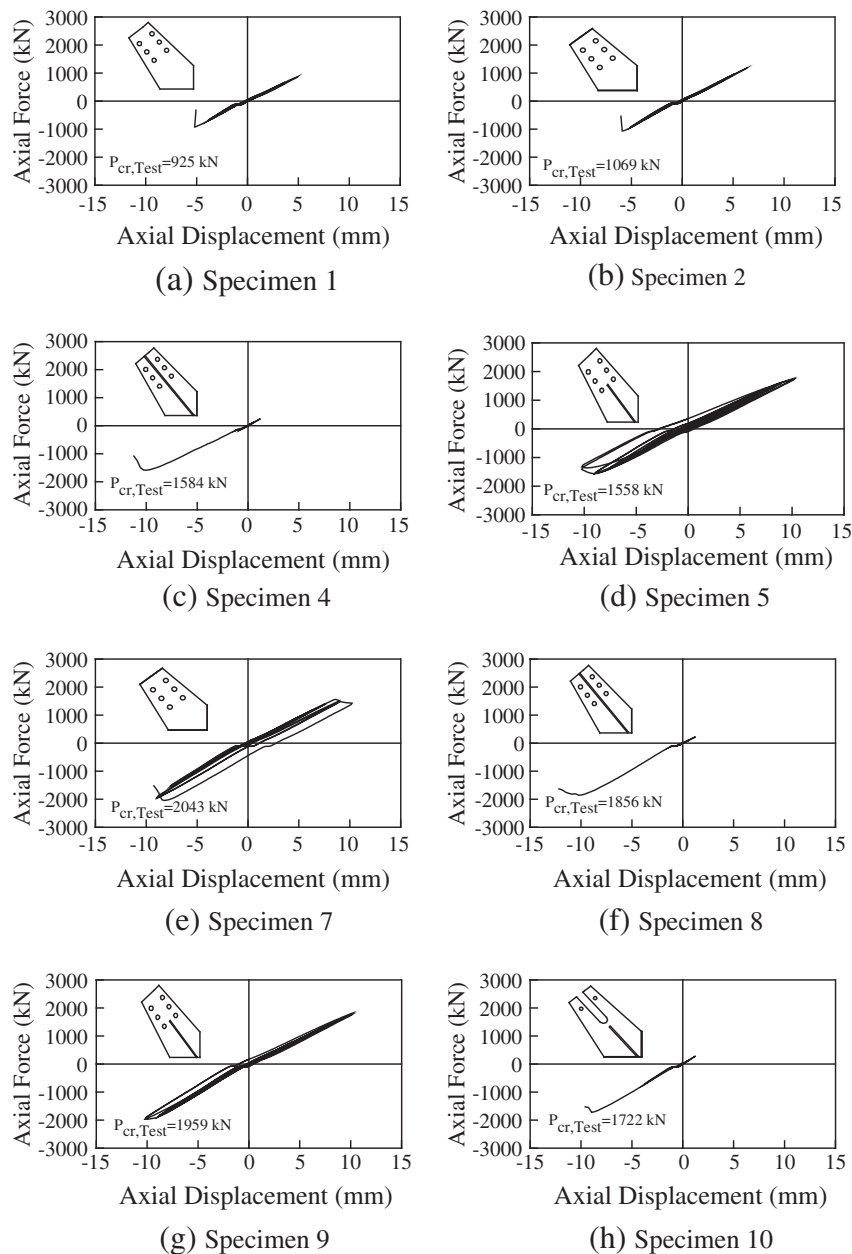 3000
2000
1000
0
-1000
-2000
-3000
Axial Force (kN)
P_cr,Test=925 kN
-15 -10 -5 0 5 10 15
Axial Displacement (mm)
(a) Specimen 1
3000
2000
1000
0
-1000
-2000
-3000
Axial Force (kN)
P_cr,Test=1069 kN
-15 -10 -5 0 5 10 15
Axial Displacement (mm)
(b) Specimen 2
3000
2000
1000
0
-1000
-2000
-3000
Axial Force (kN)
P_cr,Test=1584 kN
-15 -10 -5 0 5 10 15
Axial Displacement (mm)
(c) Specimen 4
3000
2000
1000
0
-1000
-2000
-3000
Axial Force (kN)
P_cr,Test=1558 kN
-15 -10 -5 0 5 10 15
Axial Displacement (mm)
(d) Specimen 5
3000
2000
1000
0
-1000
-2000
-3000
Axial Force (kN)
P_cr,Test=2043 kN
-15 -10 -5 0 5 10 15
Axial Displacement (mm)
(e) Specimen 7
3000
2000
1000
0
-1000
-2000
-3000
Axial Force (kN)
P_cr,Test=1856 kN
-15 -10 -5 0 5 10 15
Axial Displacement (mm)
(f) Specimen 8
3000
2000
1000
0
-1000
-2000
-3000
Axial Force (kN)
P_cr,Test=1959 kN
-15 -10 -5 0 5 10 15
Axial Displacement (mm)
(g) Specimen 9
3000
2000
1000
0
-1000
-2000
-3000
Axial Force (kN)
P_cr,Test=1722 kN
-15 -10 -5 0 5 10 15
Axial Displacement (mm)
(h) Specimen 10